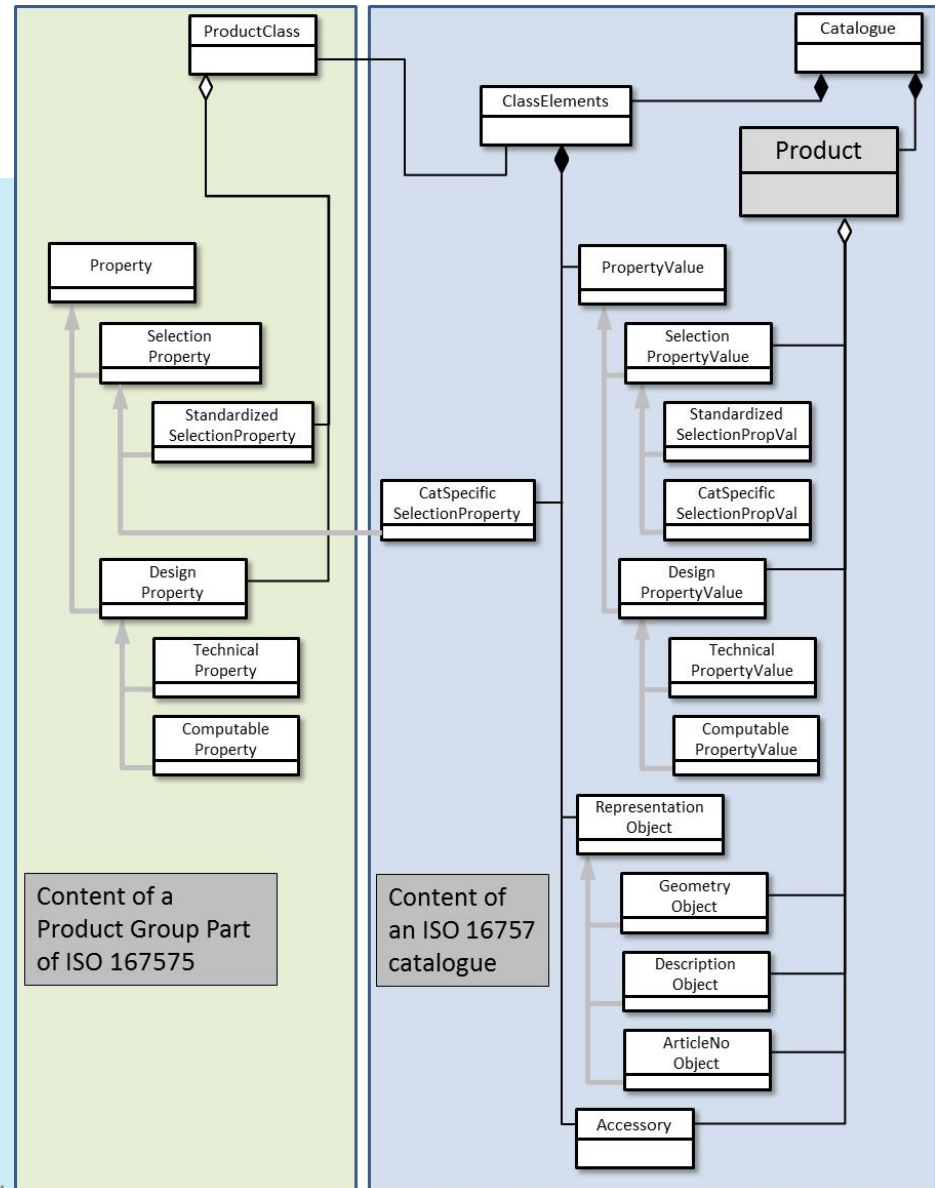 ProductClass
Catalogue
ClassElements
Product
Property
PropertyValue
Selection
Property
Selection
PropertyValue
Standardized
SelectionProperty
Standardized
SelectionPropVal
CatSpecific
SelectionProperty
CatSpecific
SelectionPropVal
Design
Property
Design
PropertyValue
Technical
Property
Technical
PropertyValue
Computable
Property
Computable
PropertyValue
Representation
Object
Content of a
Product Group Part
of ISO 167575
Content of
an ISO 16757
catalogue
Geometry
Object
Description
Object
ArticleNo
Object
Accessory